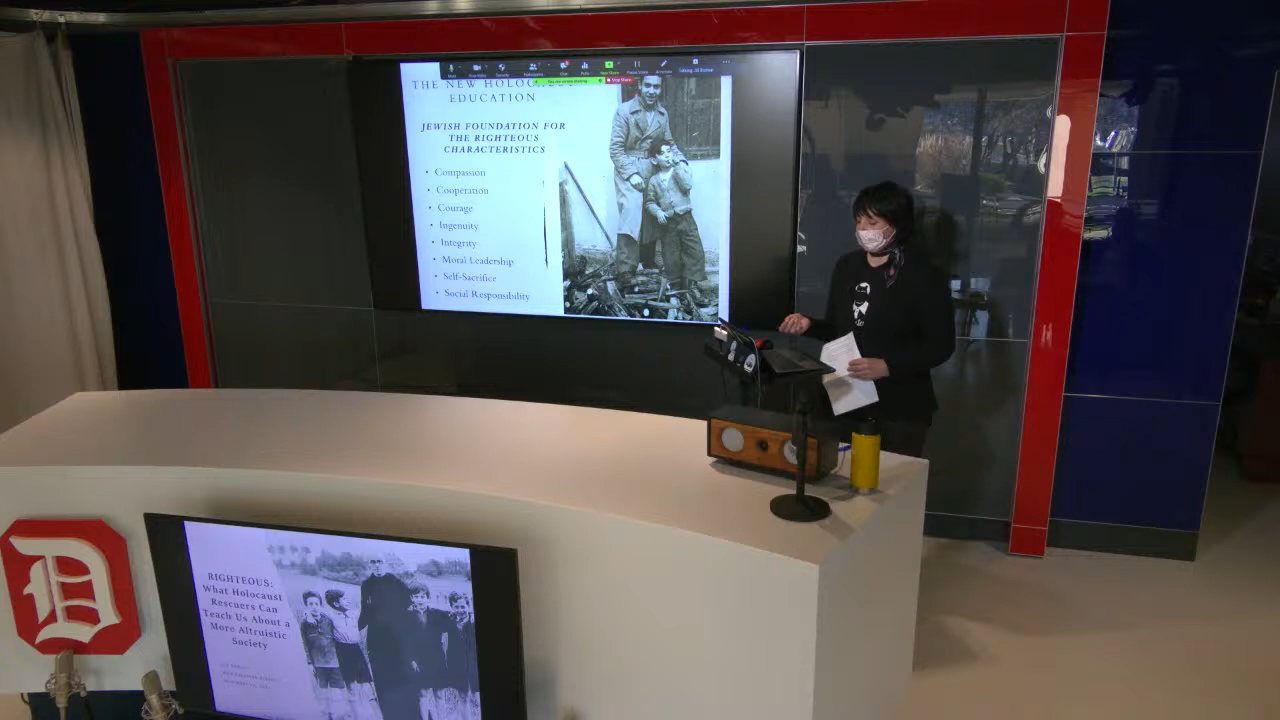 THE NEW HOLOCAUST
EDUCATION
JEWISH FOUNDATION FOR
THE RIGHTEOUS
CHARACTERISTICS
• Compassion
• Cooperation
• Courage
• Ingenuity
• Integrity
• Moral Leadership
• Self-Sacrifice
• Social Responsibility
D
RIGHTEOUS:
What Holocaust
Rescuers Can
Teach Us About a
More Altruistic
Society